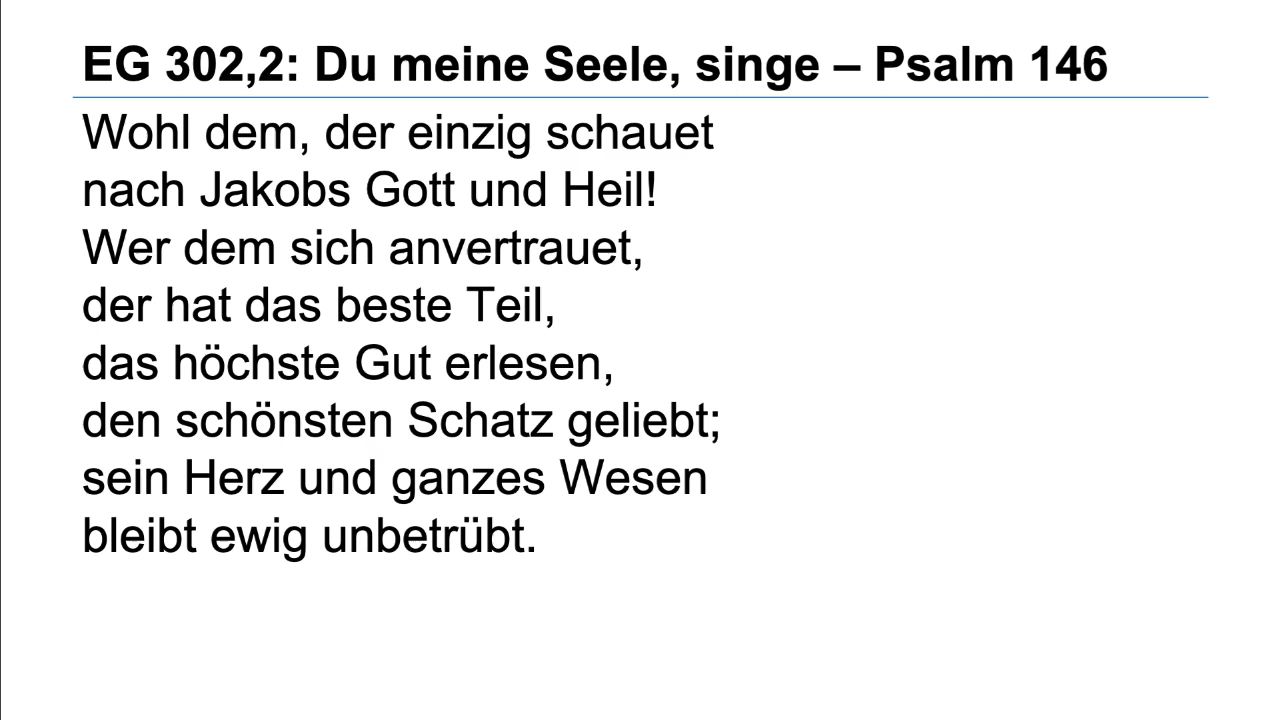 EG 302,2: Du meine Seele, singe – Psalm 146
Wohl dem, der einzig schauet
nach Jakobs Gott und Heil!
Wer dem sich anvertrauet,
der hat das beste Teil,
das höchste Gut erlesen,
den schönsten Schatz geliebt;
sein Herz und ganzes Wesen
bleibt ewig unbetrübt.